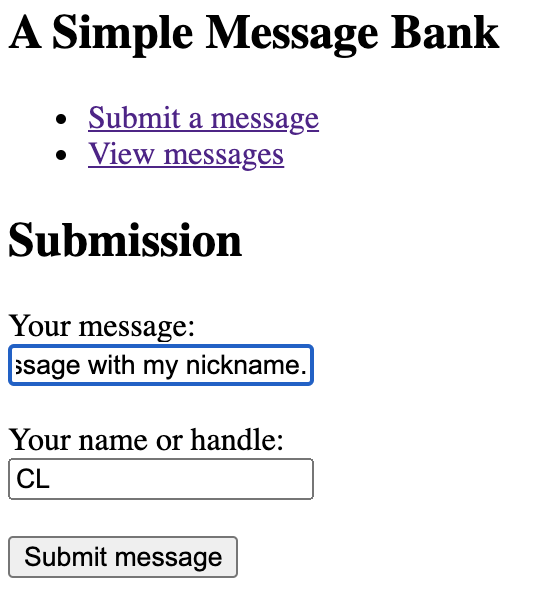 A Simple Message Bank
Submit a message
View messages
Submission
Your message:
with my nickname.
Your name or handle:
CL
Submit message